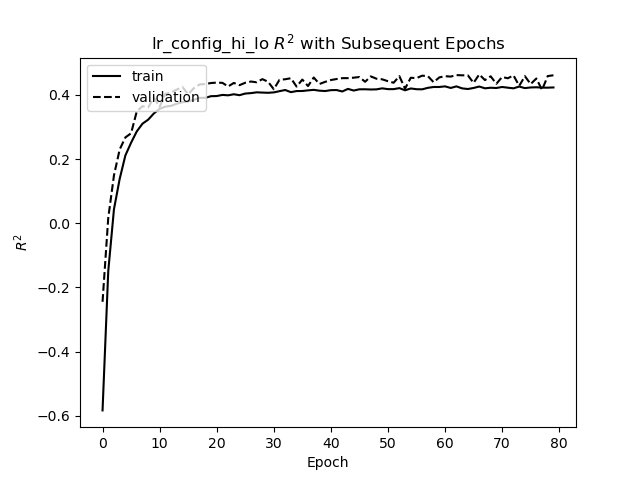 lr_config_hi_lo R² with Subsequent Epochs
train
validation
0.4
0.2
0.0
−0.2
−0.4
−0.6
R²
0 10 20 30 40 50 60 70 80
Epoch